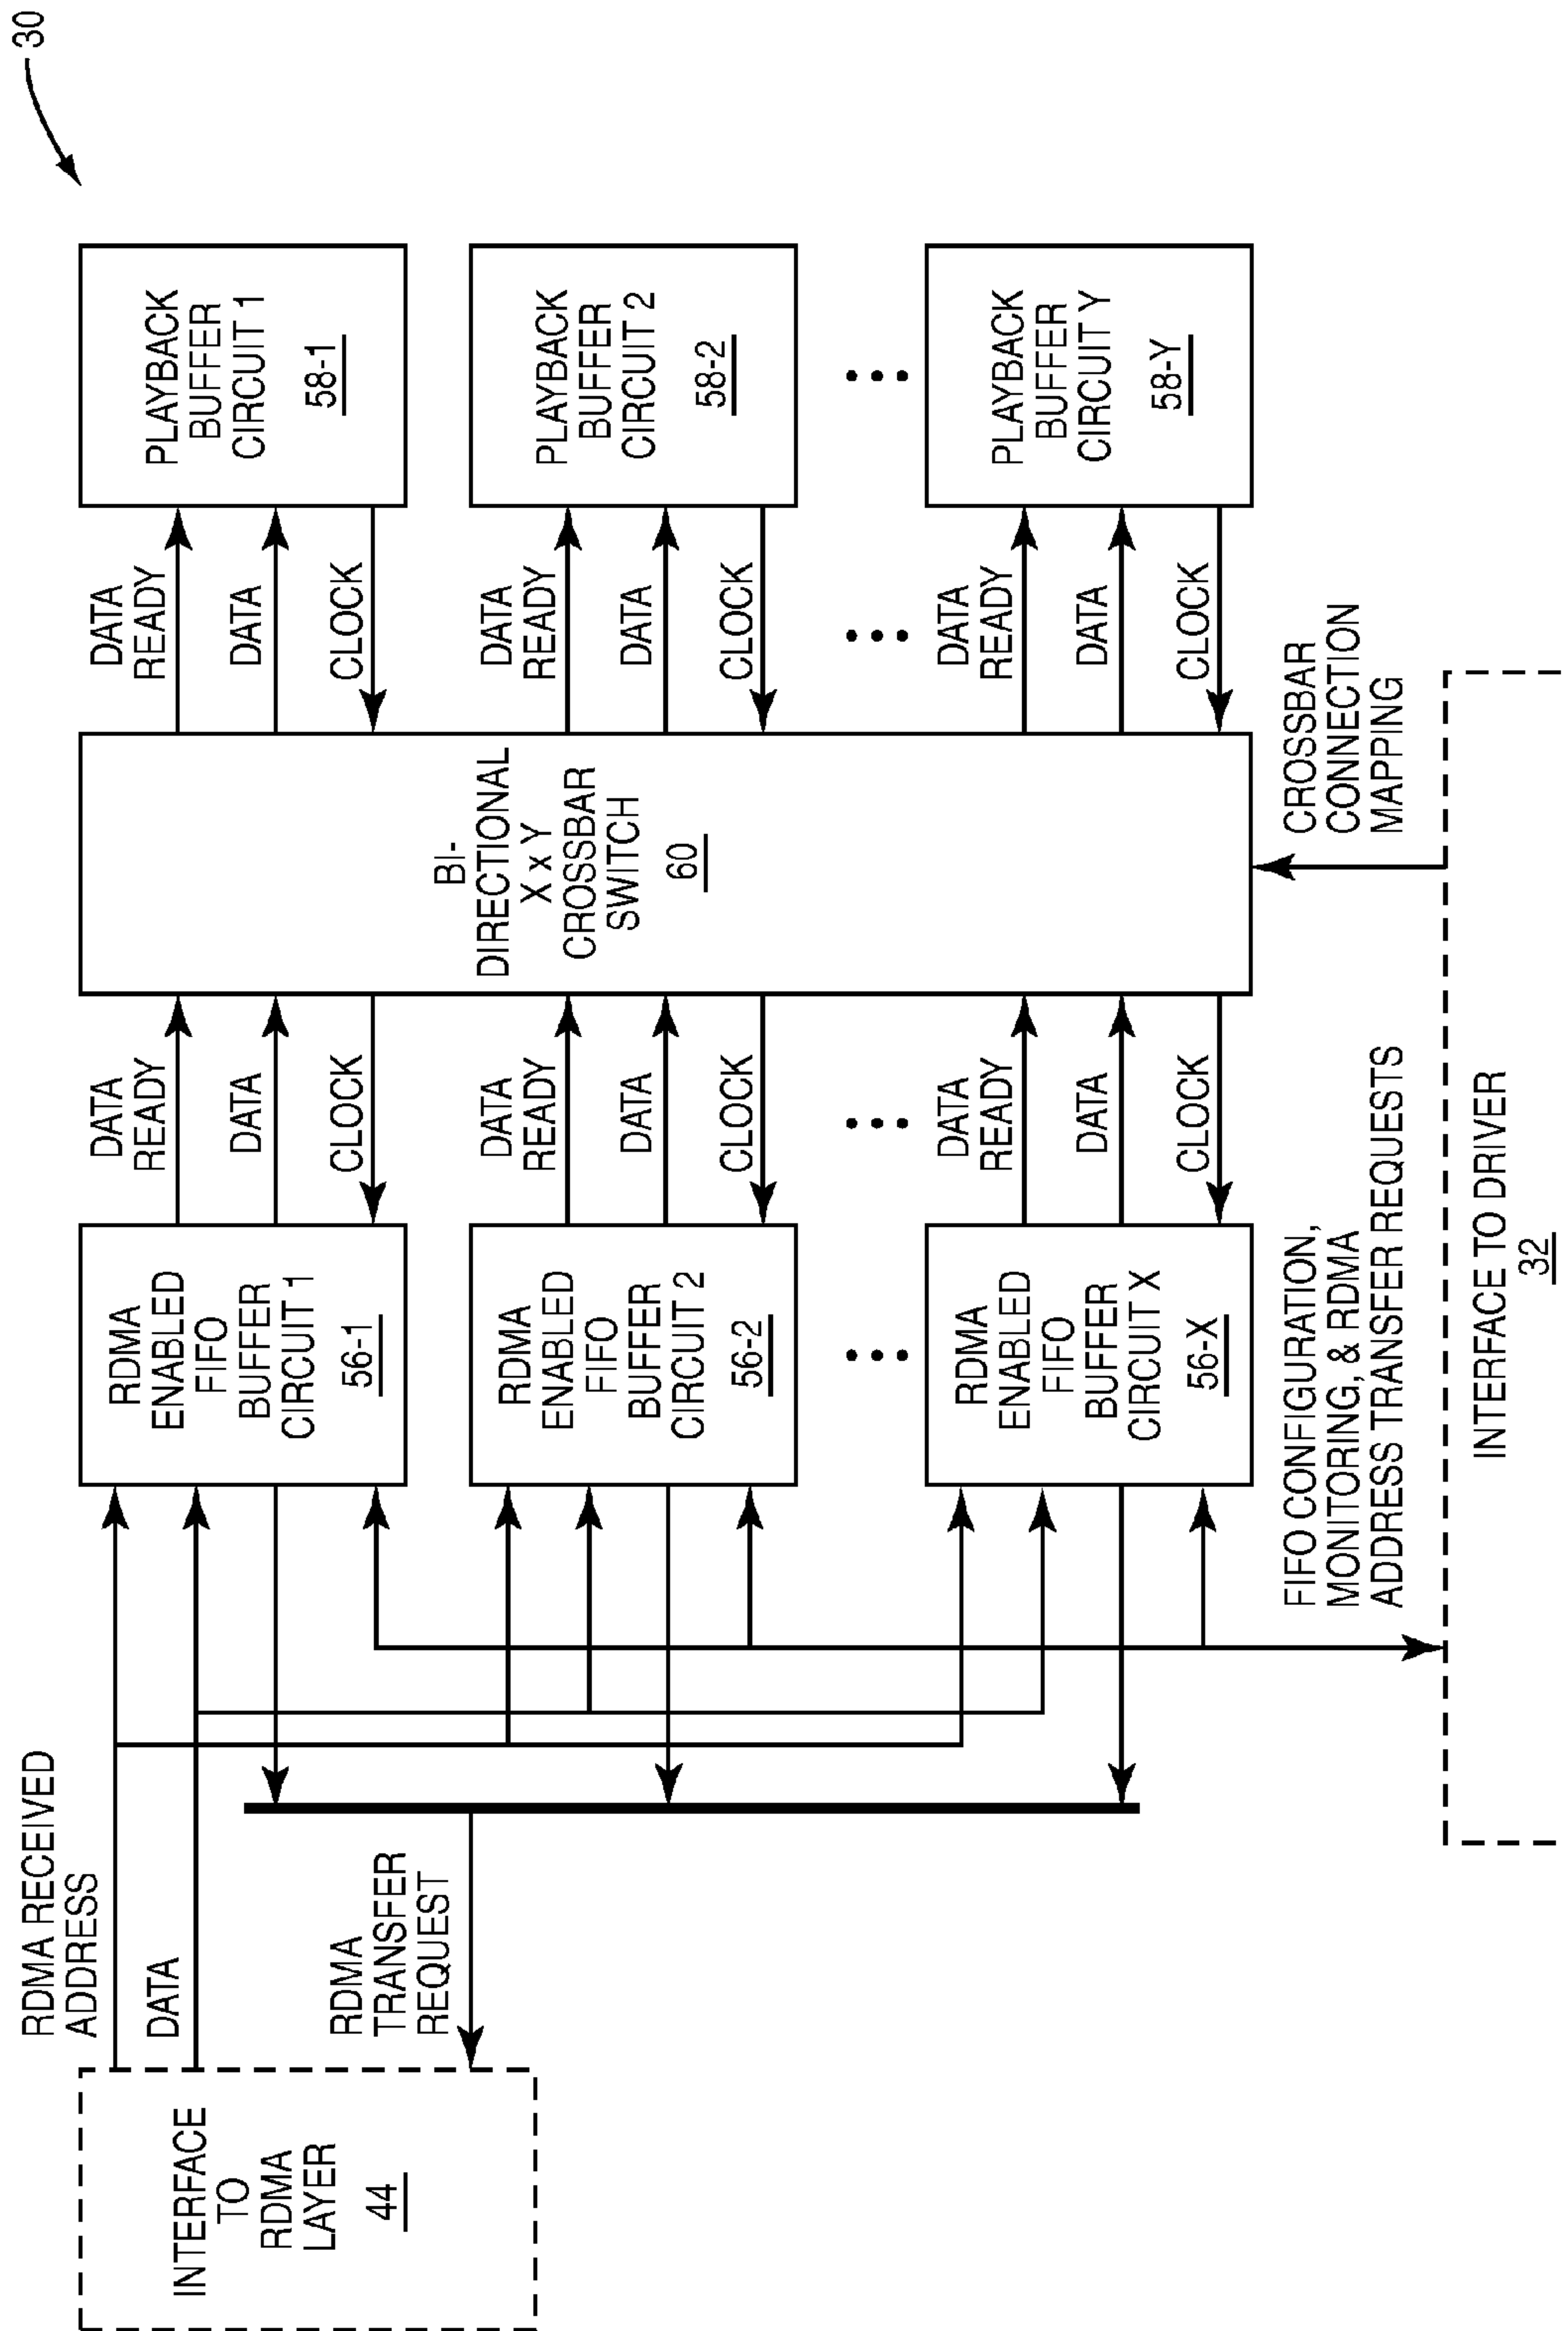 30
INTERFACE
TO
RDMA
LAYER
44
RDMA RECEIVED
ADDRESS
DATA
RDMA
TRANSFER
REQUEST
RDMA
ENABLED
FIFO
BUFFER
CIRCUIT 1
56-1
RDMA
ENABLED
FIFO
BUFFER
CIRCUIT 2
56-2
RDMA
ENABLED
FIFO
BUFFER
CIRCUIT X
56-X
DATA
READY
DATA
CLOCK
DATA
READY
DATA
CLOCK
DATA
READY
DATA
CLOCK
BI-
DIRECTIONAL
X x Y
CROSSBAR
SWITCH
60
DATA
READY
DATA
CLOCK
DATA
READY
DATA
CLOCK
DATA
READY
DATA
CLOCK
PLAYBACK
BUFFER
CIRCUIT 1
58-1
PLAYBACK
BUFFER
CIRCUIT 2
58-2
PLAYBACK
BUFFER
CIRCUIT Y
58-Y
FIFO CONFIGURATION,
MONITORING, & RDMA
ADDRESS TRANSFER REQUESTS
CROSSBAR
CONNECTION
MAPPING
INTERFACE TO DRIVER
32